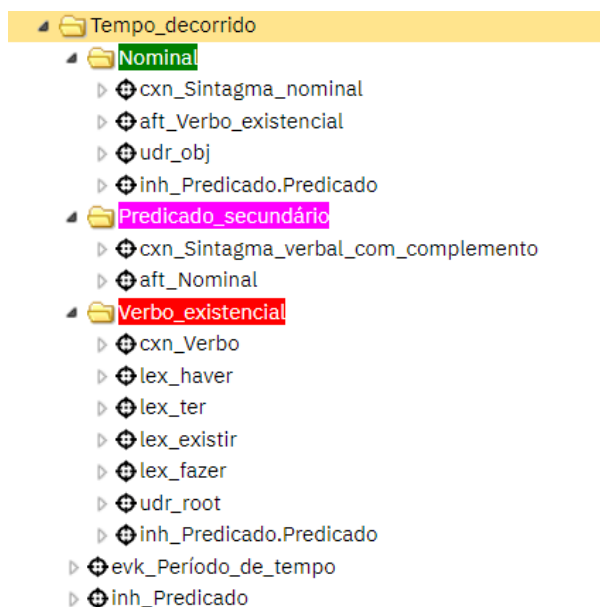 Tempo_decorrido
Nominal
cxn_Sintagma_nominal
aft_Verbo_existencial
udr_obj
inh_Predicado.Predicado
Predicado_secundário
cxn_Sintagma_verbal_com_complemento
aft_Nominal
Verbo_existencial
cxn_Verbo
lex_haver
lex_ter
lex_existir
lex_fazer
udr_root
inh_Predicado.Predicado
evk_Período_de_tempo
inh_Predicado